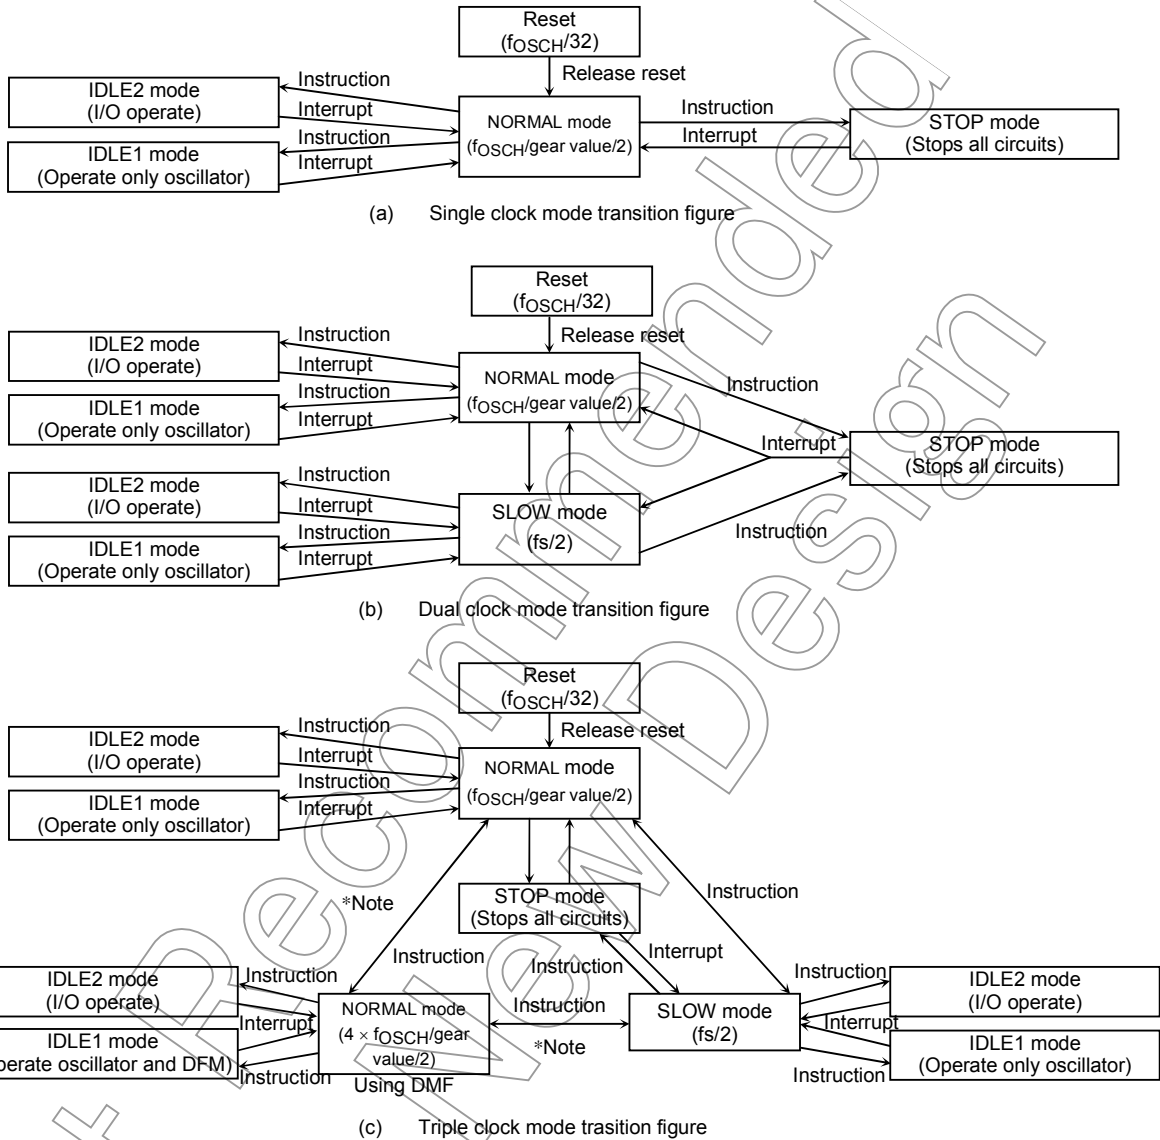 Reset
(fOSCH/32)
Release reset
IDLE2 mode
(I/O operate)
Instruction
Interrupt
IDLE1 mode
(Operate only oscillator)
Instruction
Interrupt
NORMAL mode
(fOSCH/gear value/2)
Instruction
Interrupt
STOP mode
(Stops all circuits)
(a) Single clock mode transition figure
Reset
(fOSCH/32)
Release reset
IDLE2 mode
(I/O operate)
Instruction
Interrupt
IDLE1 mode
(Operate only oscillator)
Instruction
Interrupt
NORMAL mode
(fOSCH/gear value/2)
Instruction
Interrupt
STOP mode
(Stops all circuits)
IDLE2 mode
(I/O operate)
Instruction
Interrupt
IDLE1 mode
(Operate only oscillator)
Instruction
Interrupt
SLOW mode
(fs/2)
Instruction
(b) Dual clock mode transition figure
Reset
(fOSCH/32)
Release reset
IDLE2 mode
(I/O operate)
Instruction
Interrupt
IDLE1 mode
(Operate only oscillator)
Instruction
Interrupt
NORMAL mode
(fOSCH/gear value/2)
*Note
STOP mode
(Stops all circuits)
Instruction
Instruction
Instruction
Interrupt
IDLE2 mode
(I/O operate)
Instruction
Interrupt
IDLE1 mode
perate oscillator and DFM)
Instruction
NORMAL mode
(4 × fOSCH/gear
value/2)
Using DMF
Instruction
*Note
SLOW mode
(fs/2)
Instruction
Interrupt
Instruction
IDLE2 mode
(I/O operate)
IDLE1 mode
(Operate only oscillator)
(c) Triple clock mode trasition figure
Recommended
New Design